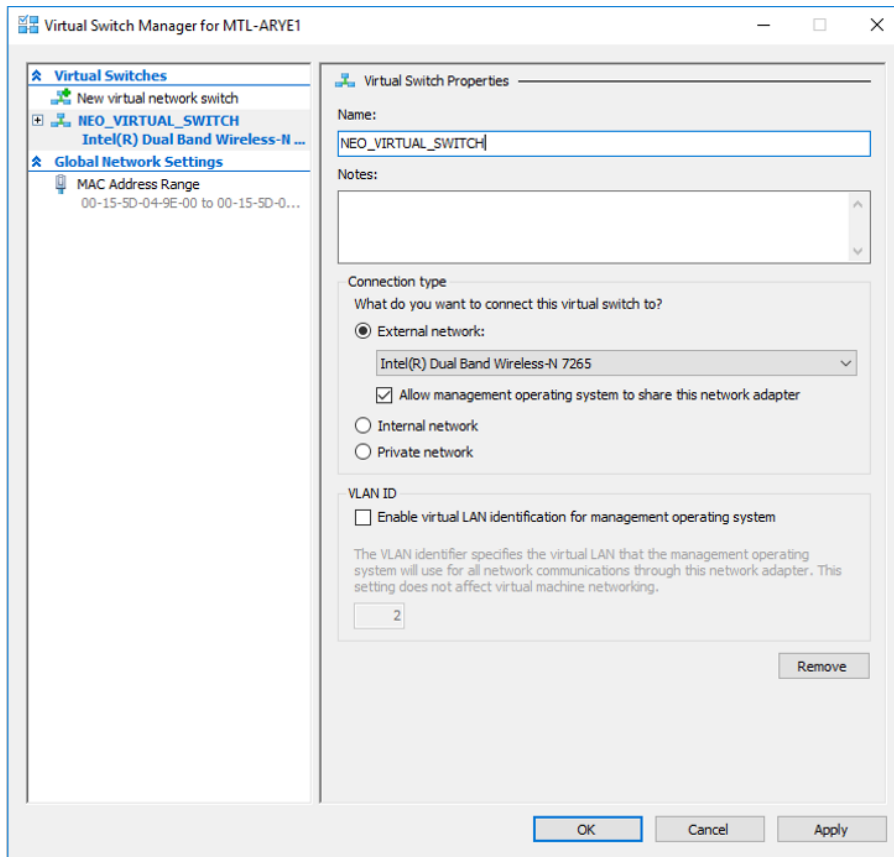 Virtual Switch Manager for MTL-ARYE1
Virtual Switches
New virtual network switch
NEO_VIRTUAL_SWITCH
Intel(R) Dual Band Wireless-N ...
Global Network Settings
MAC Address Range
00-15-5D-04-9E-00 to 00-15-5D-0...
Virtual Switch Properties
Name:
NEO_VIRTUAL_SWITCH
Notes:
Connection type
What do you want to connect this virtual switch to?
External network:
Intel(R) Dual Band Wireless-N 7265
Allow management operating system to share this network adapter
Internal network
Private network
VLAN ID
Enable virtual LAN identification for management operating system
The VLAN identifier specifies the virtual LAN that the management operating
system will use for all network communications through this network adapter. This
setting does not affect virtual machine networking.
2
Remove
OK
Cancel
Apply